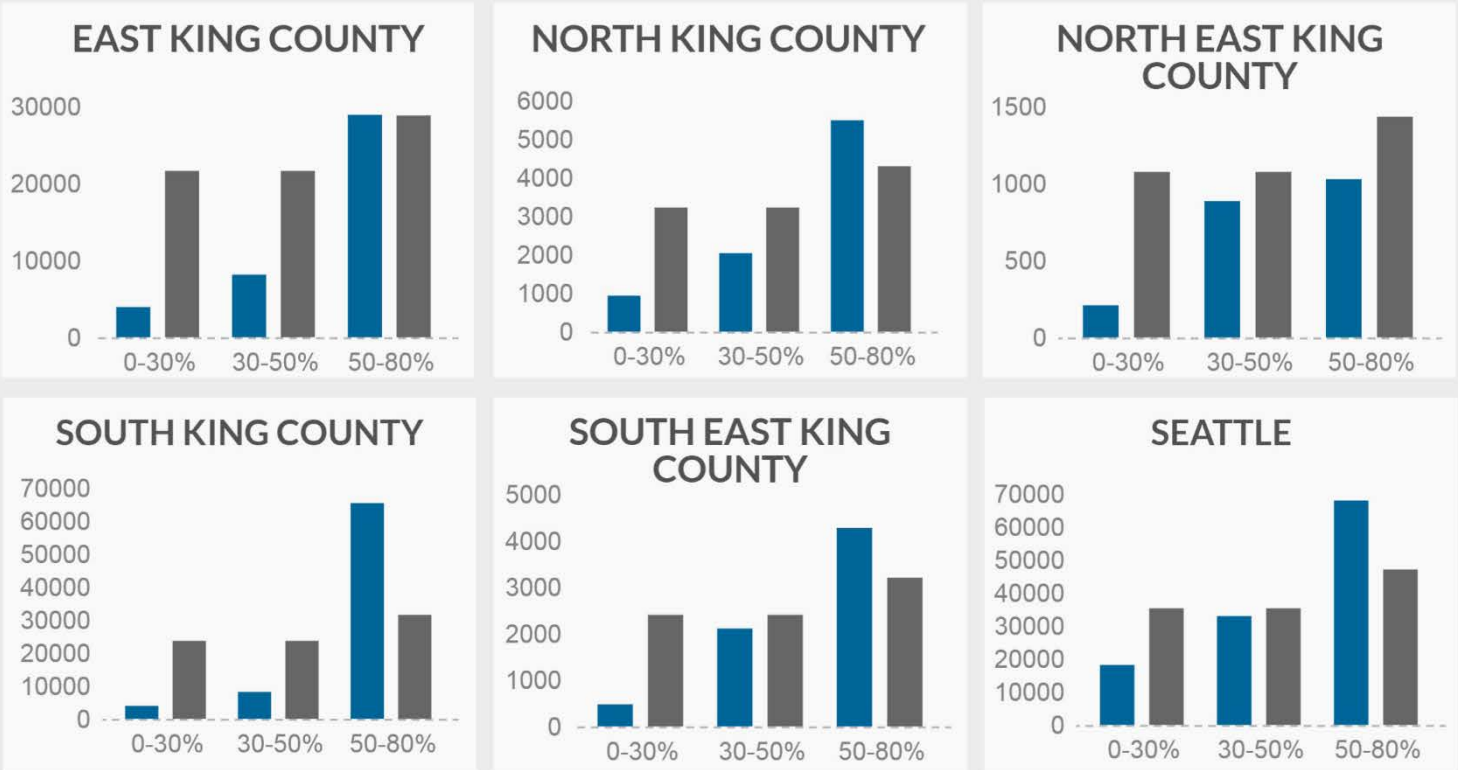 EAST KING COUNTY
30000
20000
10000
0
0-30% 30-50% 50-80%
NORTH KING COUNTY
6000
5000
4000
3000
2000
1000
0
0-30% 30-50% 50-80%
NORTH EAST KING
COUNTY
1500
1000
500
0
0-30% 30-50% 50-80%
SOUTH KING COUNTY
70000
60000
50000
40000
30000
20000
10000
0
0-30% 30-50% 50-80%
SOUTH EAST KING
COUNTY
5000
4000
3000
2000
1000
0
0-30% 30-50% 50-80%
SEATTLE
70000
60000
50000
40000
30000
20000
10000
0
0-30% 30-50% 50-80%